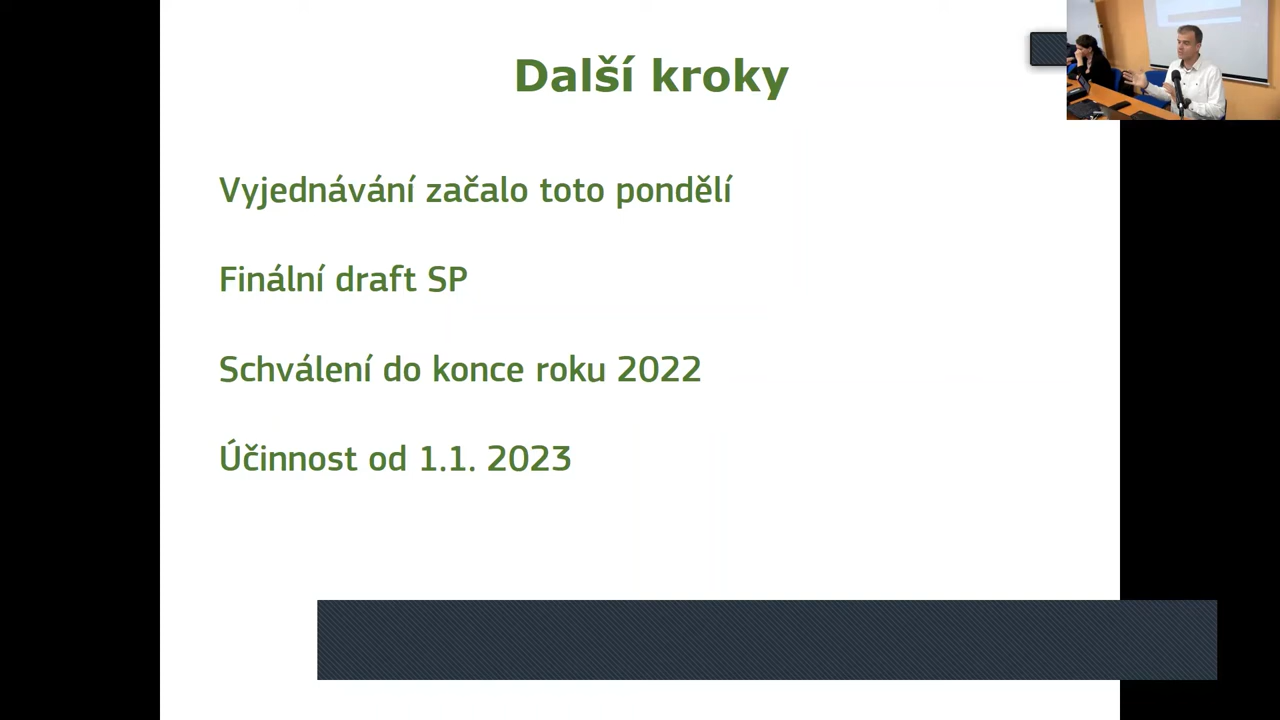 Další kroky
Vyjednávání začalo toto pondělí
Finální draft SP
Schválení do konce roku 2022
Účinnost od 1.1. 2023